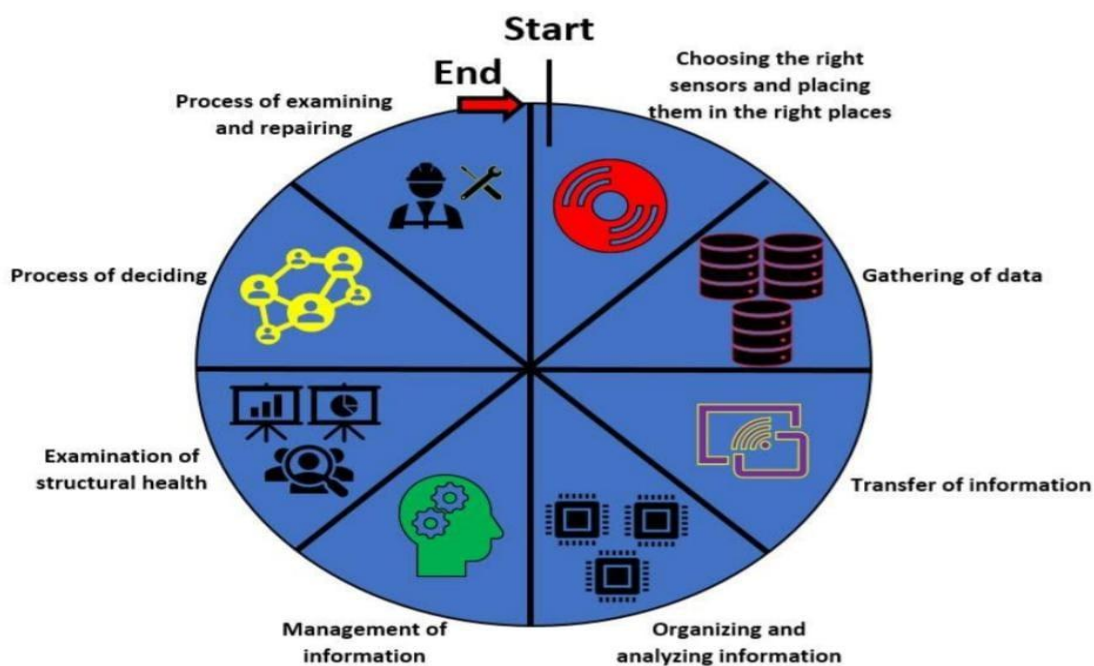 Start
End
Choosing the right
sensors and placing
them in the right places
Gathering of data
Transfer of information
Organizing and
analyzing information
Management of
information
Examination of
structural health
Process of deciding
Process of examining
and repairing